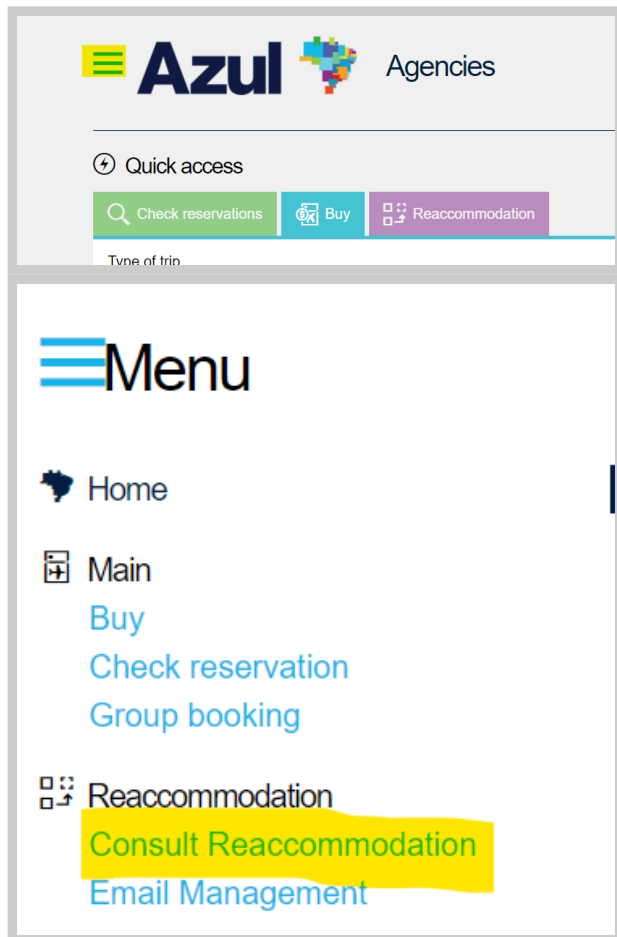 Azul Agencies
Quick access
Check reservations Buy Reaccommodation
Type of trip
Menu
Home
Main
Buy
Check reservation
Group booking
Reaccommodation
Consult Reaccommodation
Email Management